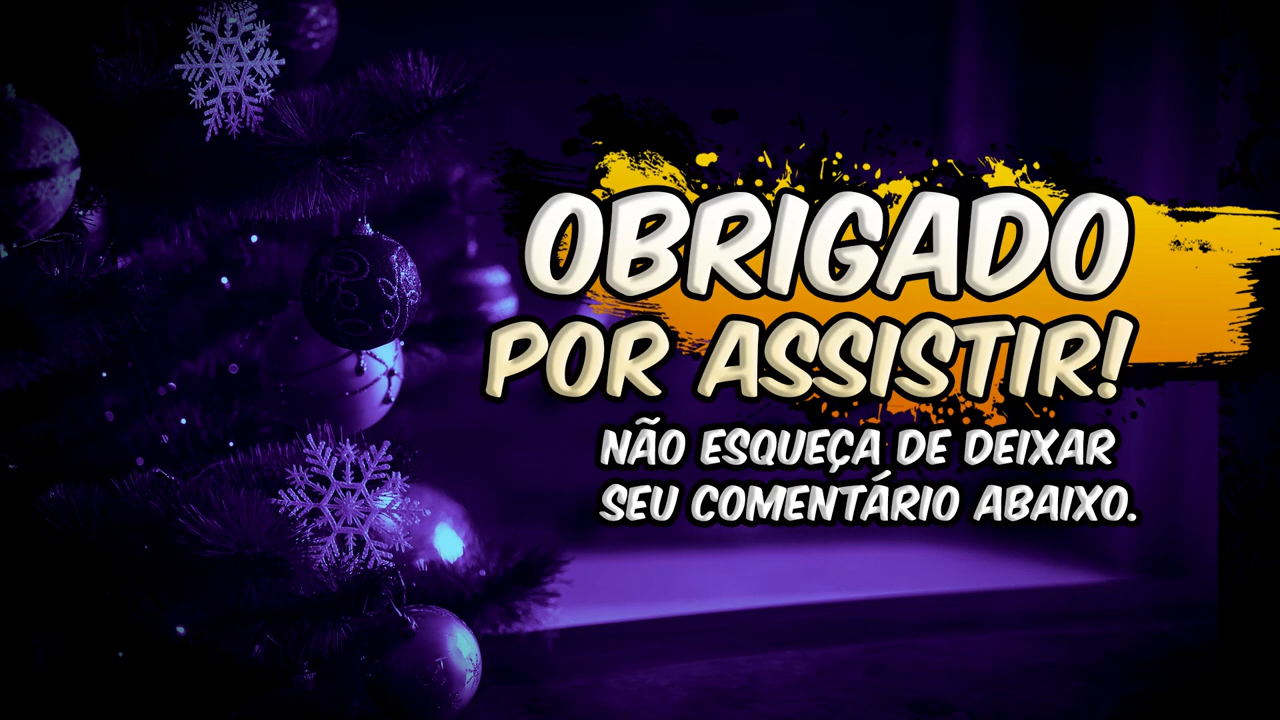 OBRIGADO
POR ASSISTIR!
NÃO ESQUEÇA DE DEIXAR
SEU COMENTÁRIO ABAIXO.